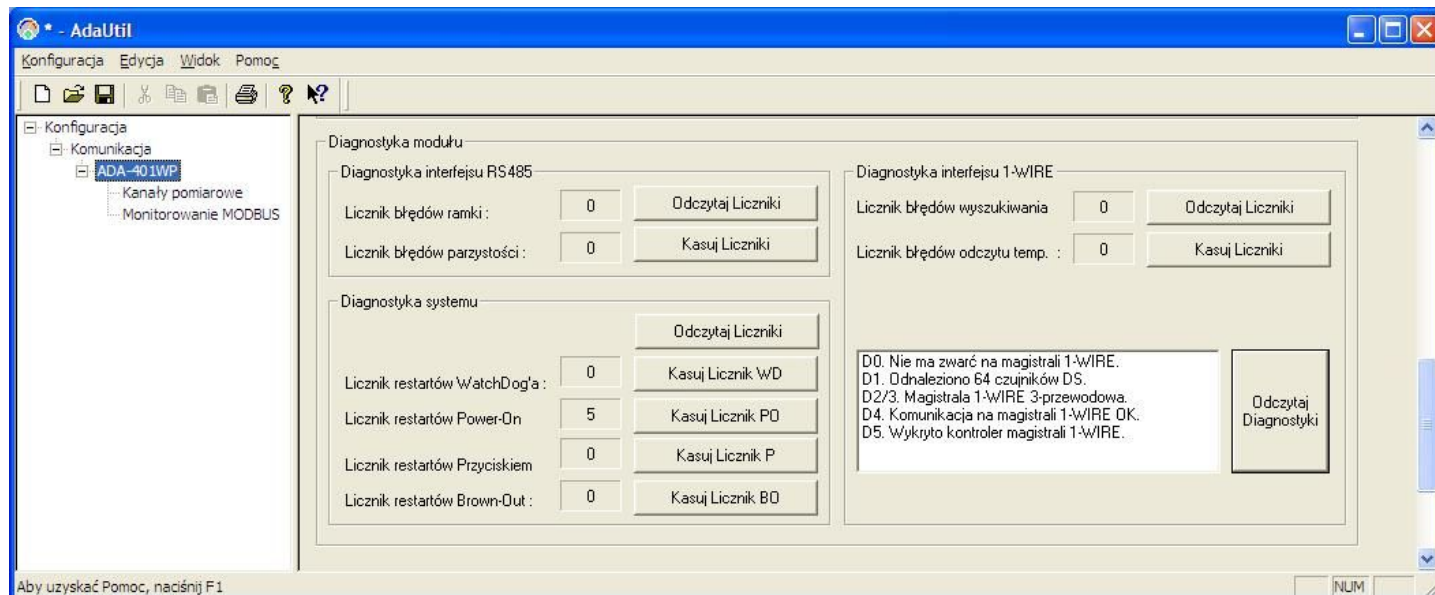 * - AdaUtil
Konfiguracja Edycja Widok Pomoc
Konfiguracja
Komunikacja
ADA-401WP
Kanały pomiarowe
Monitorowanie MODBUS
Diagnostyka modułu
Diagnostyka interfejsu RS485
Licznik błędów ramki : 0 Odczytaj Liczniki
Licznik błędów parzystości : 0 Kasuj Liczniki
Diagnostyka systemu
Odczytaj Liczniki
Licznik restartów WatchDog'a : 0 Kasuj Licznik WD
Licznik restartów Power-On 5 Kasuj Licznik PO
Licznik restartów Przyciskiem 0 Kasuj Licznik P
Licznik restartów Brown-Out : 0 Kasuj Licznik BO
Diagnostyka interfejsu 1-WIRE
Licznik błędów wyszukiwania 0 Odczytaj Liczniki
Licznik błędów odczytu temp. : 0 Kasuj Liczniki
D0. Nie ma zwarć na magistrali 1-WIRE.
D1. Odnaleziono 64 czujników DS.
D2/3. Magistrala 1-WIRE 3-przewodowa.
D4. Komunikacja na magistrali 1-WIRE OK.
D5. Wykryto kontroler magistrali 1-WIRE.
Odczytaj
Diagnostyki
Aby uzyskać Pomoc, naciśnij F1
NUM